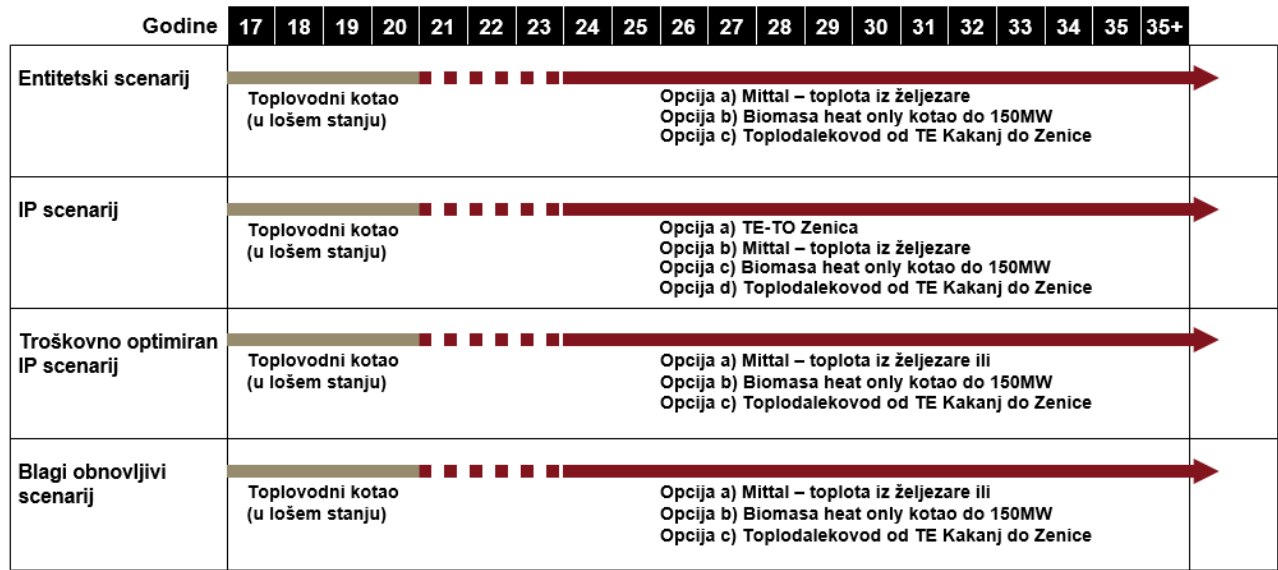 Godine 17 18 19 20 21 22 23 24 25 26 27 28 29 30 31 32 33 34 35 35+
Entitetski scenarij
Toplovodni kotao
(u lošem stanju)
Opcija a) Mittal – toplota iz željezare
Opcija b) Biomasa heat only kotao do 150MW
Opcija c) Toplodalekovod od TE Kakanj do Zenice
IP scenarij
Toplovodni kotao
(u lošem stanju)
Opcija a) TE-TO Zenica
Opcija b) Mittal – toplota iz željezare
Opcija c) Biomasa heat only kotao do 150MW
Opcija d) Toplodalekovod od TE Kakanj do Zenice
Troškovno optimiran
IP scenarij
Toplovodni kotao
(u lošem stanju)
Opcija a) Mittal – toplota iz željezare ili
Opcija b) Biomasa heat only kotao do 150MW
Opcija c) Toplodalekovod od TE Kakanj do Zenice
Blagi obnovljivi
scenarij
Toplovodni kotao
(u lošem stanju)
Opcija a) Mittal – toplota iz željezare ili
Opcija b) Biomasa heat only kotao do 150MW
Opcija c) Toplodalekovod od TE Kakanj do Zenice